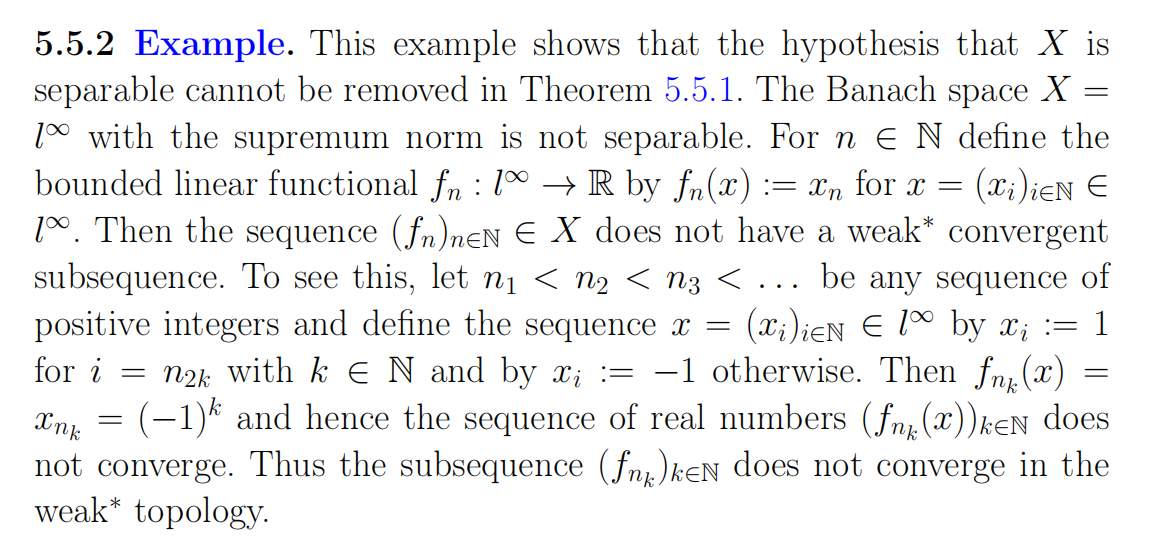 5.5.2 Example. This example shows that the hypothesis that X is
separable cannot be removed in Theorem 5.5.1. The Banach space X =
l^∞ with the supremum norm is not separable. For n ∈ ℕ define the
bounded linear functional f_n : l^∞ → ℝ by f_n(x) := x_n for x = (x_i)_{i∈ℕ} ∈
l^∞. Then the sequence (f_n)_{n∈ℕ} ∈ X does not have a weak* convergent
subsequence. To see this, let n_1 < n_2 < n_3 < ... be any sequence of
positive integers and define the sequence x = (x_i)_{i∈ℕ} ∈ l^∞ by x_i := 1
for i = n_{2k} with k ∈ ℕ and by x_i := −1 otherwise. Then f_{n_k}(x) =
x_{n_k} = (−1)^k and hence the sequence of real numbers (f_{n_k}(x))_{k∈ℕ} does
not converge. Thus the subsequence (f_{n_k})_{k∈ℕ} does not converge in the
weak* topology.